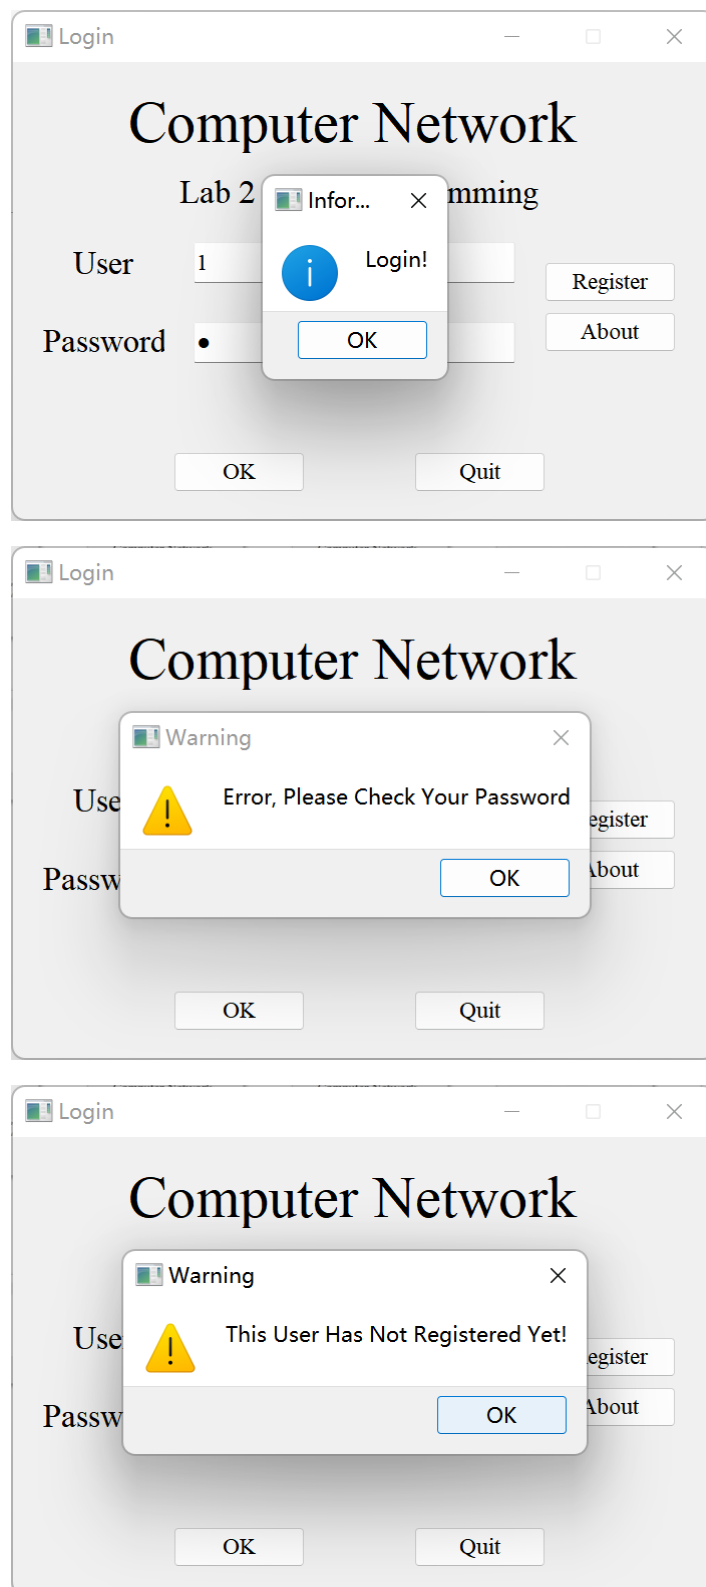 Login
Computer Network
Lab 2 mming
Infor...
Login!
OK
User 1
Register
Password ●
About
OK Quit
Login
Computer Network
Warning
Error, Please Check Your Password
OK
Use
egister
Passw
About
OK Quit
Login
Computer Network
Warning
This User Has Not Registered Yet!
OK
Use
egister
Passw
About
OK Quit